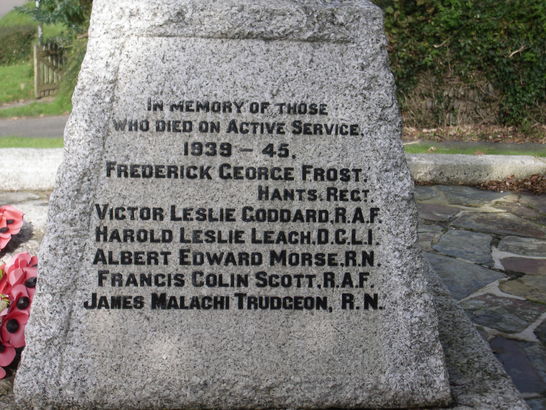 IN MEMORY OF THOSE
WHO DIED ON ACTIVE SERVICE.
1939 - 45.
FREDERICK GEORGE FROST.
HANTS. REGT.
VICTOR LESLIE GODDARD, R.A.F.
HAROLD LESLIE LEACH, D.C.L.I.
ALBERT EDWARD MORSE, R.N.
FRANCIS COLIN SCOTT, R.A.F.
JAMES MALACHI TRUDGEON, R.N.